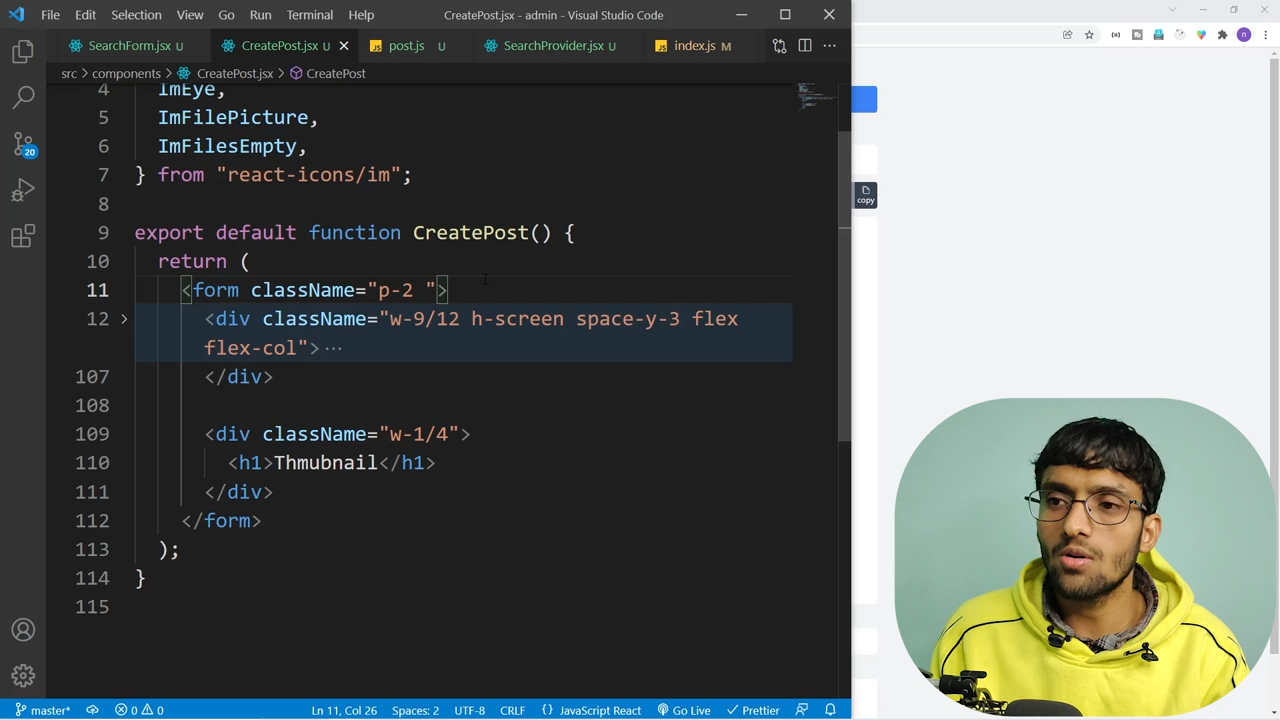 File Edit Selection View Go Run Terminal Help CreatePost.jsx - admin - Visual Studio Code
SearchForm.jsx U CreatePost.jsx U post.js U SearchProvider.jsx U index.js M
src > components > CreatePost.jsx > CreatePost
4 ImEye,
5 ImFilePicture,
6 ImFilesEmpty,
7 } from "react-icons/im";
8
9 export default function CreatePost() {
10 return (
11 <form className="p-2 ">
12 <div className="w-9/12 h-screen space-y-3 flex
flex-col">
107 </div>
108
109 <div className="w-1/4">
110 <h1>Thmubnail</h1>
111 </div>
112 </form>
113 );
114 }
115
20
copy
n
master* 0 0 Ln 11, Col 26 Spaces: 2 UTF-8 CRLF {} JavaScript React Go Live Prettier